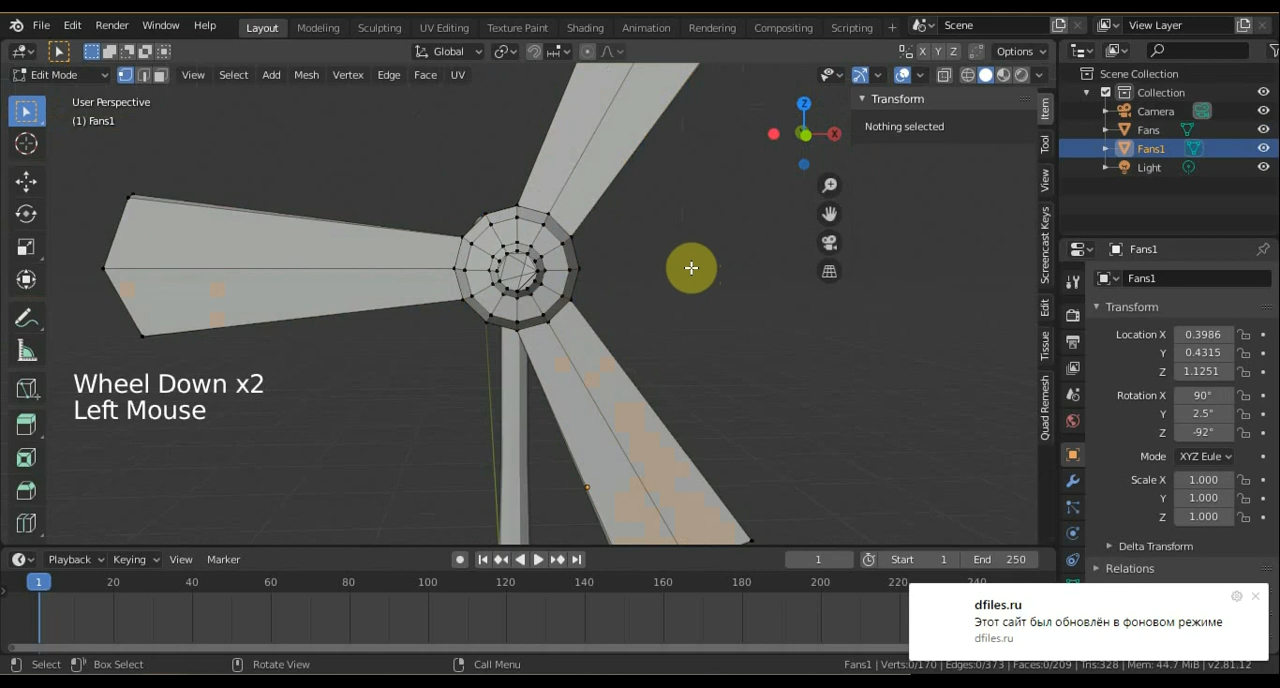 File Edit Render Window Help Layout Modeling Sculpting UV Editing Texture Paint Shading Animation Rendering Compositing Scripting + Scene View Layer
Global X Y Z Options
Edit Mode View Select Add Mesh Vertex Edge Face UV
User Perspective
(1) Fans1
Transform
Nothing selected
Z
X
Item
Tool
View
Screencast Keys
Edit
Tissue
Quad Remesh
Wheel Down x2
Left Mouse
Scene Collection
Collection
Camera
Fans
Fans1
Light
Fans1
Fans1
Transform
Location X 0.3986
Y 0.4315
Z 1.1251
Rotation X 90°
Y 2.5°
Z -92°
Mode XYZ Eule
Scale X 1.000
Y 1.000
Z 1.000
Delta Transform
Relations
Playback Keying View Marker 1 Start 1 End 250
1 20 40 60 80 100 120 140 160 180 200 220 240
dfiles.ru
Этот сайт был обновлён в фоновом режиме
dfiles.ru
Select Box Select Rotate View Call Menu Fans1 | Verts:0/170 | Edges:0/373 | Faces:0/209 | Tris:328 | Mem: 44.7 MiB | v2.81.12